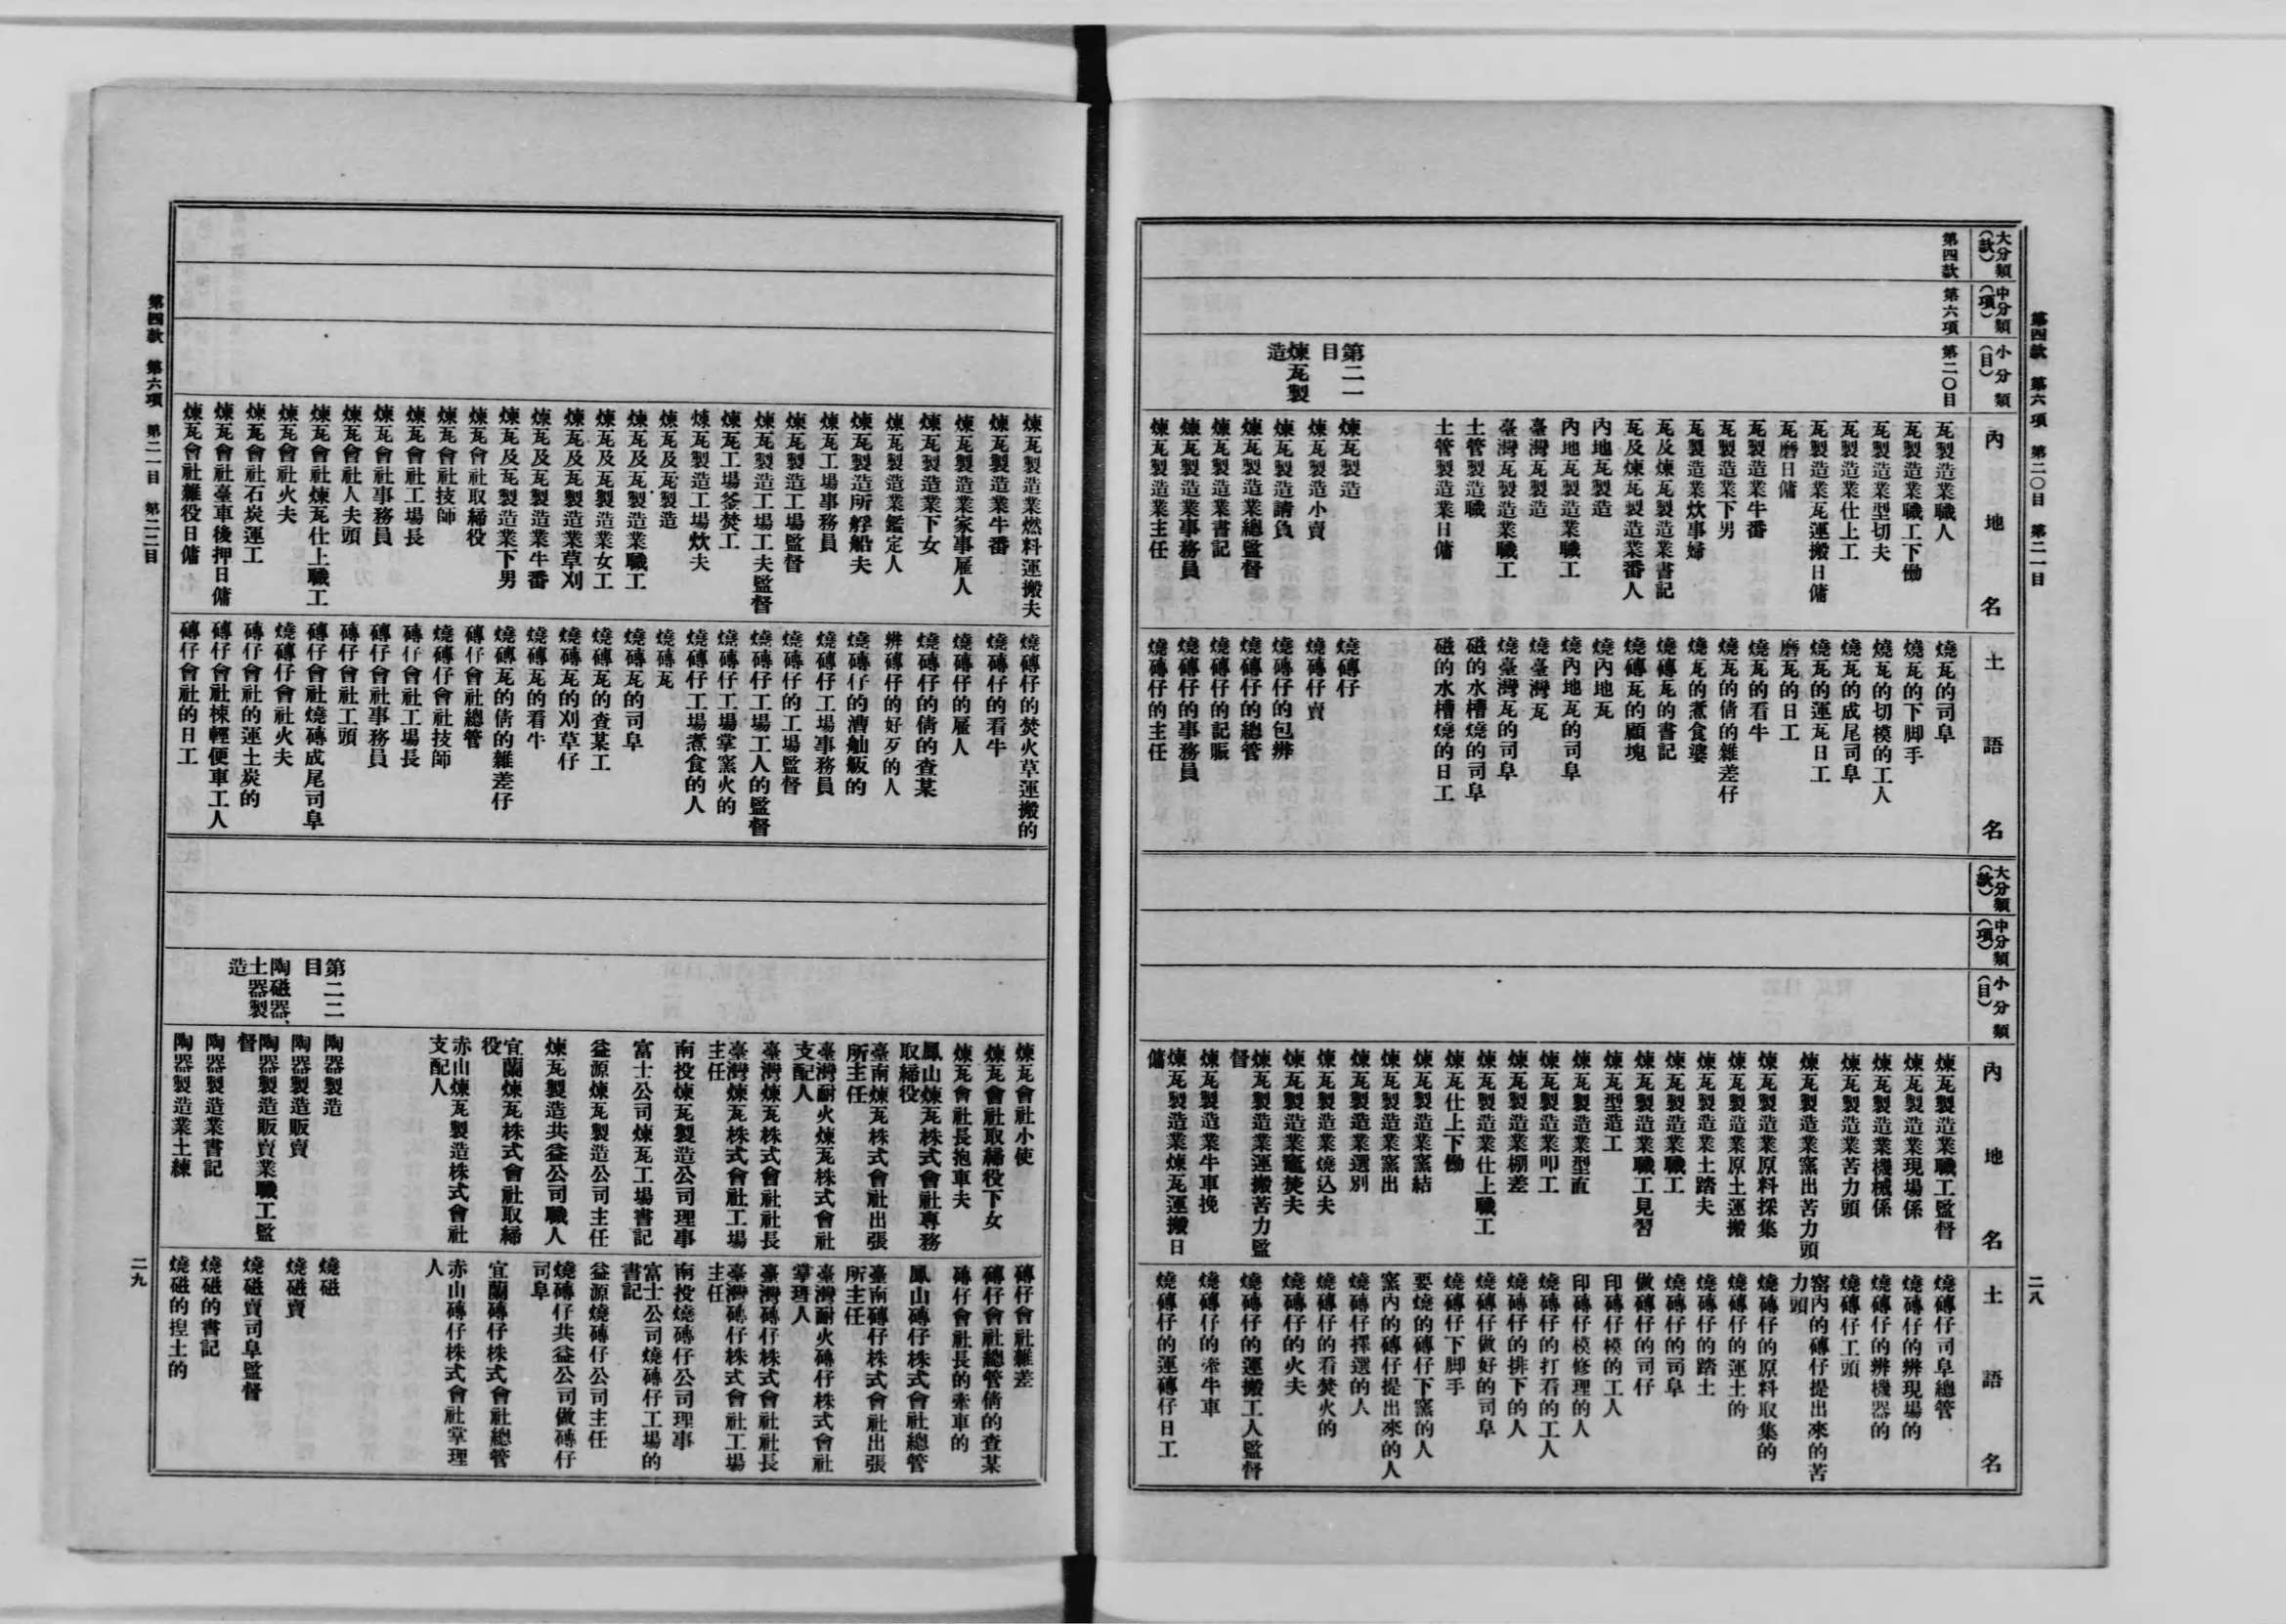 第四款　第六項　第二〇目　第二一目
大分類（款）
中分類（項）
小分類（目）
內地名
土語名
第四款
第六項
第二〇目
瓦製造業職人
瓦製造業職工下働
瓦製造業型切夫
瓦製造業仕上工
瓦製造業瓦運搬日傭
瓦磨日傭
瓦製造業牛番
瓦製造業下男
瓦製造業炊事婦
瓦及煉瓦製造業書記
瓦及煉瓦製造業番人
內地瓦製造
內地瓦製造業職工
臺灣瓦製造
臺灣瓦製造業職工
土管製造職
土管製造業日傭
第二一目
煉瓦製造
煉瓦製造
煉瓦製造小賣
煉瓦製造請負
煉瓦製造業總監督
煉瓦製造業書記
煉瓦製造業事務員
煉瓦製造業主任
燒瓦的司阜
燒瓦的下脚手
燒瓦的切模的工人
燒瓦的成尾司阜
燒瓦的運瓦日工
磨瓦的日工
燒瓦的看牛
燒瓦的倩的雜差仔
燒瓦的煮食婆
燒磚瓦的書記
燒磚瓦的顧塊
燒內地瓦
燒內地瓦的司阜
燒臺灣瓦
燒臺灣瓦的司阜
磁的水槽燒的司阜
磁的水槽燒的日工
燒磚仔
燒磚仔賣
燒磚仔的包辨
燒磚仔的總管
燒磚仔的記賬
燒磚仔的事務員
燒磚仔的主任
大分類（款）
中分類（項）
小分類（目）
內地名
土語名
煉瓦製造業職工監督
煉瓦製造業現場係
煉瓦製造業機械係
煉瓦製造業苦力頭
煉瓦製造業窯出苦力頭
煉瓦製造業原料採集
煉瓦製造業原土運搬
煉瓦製造業土踏夫
煉瓦製造業職工
煉瓦製造業職工見習
煉瓦型造工
煉瓦製造業型直
煉瓦製造業叩工
煉瓦製造業棚差
煉瓦製造業仕上職工
煉瓦仕上下働
煉瓦製造業窯結
煉瓦製造業窯出
煉瓦製造業選別
煉瓦製造業燒込夫
煉瓦製造業竈焚夫
煉瓦製造業運搬苦力監
督
煉瓦製造業牛車挽
煉瓦製造業煉瓦運搬日
傭
燒磚仔司阜總管
燒磚仔的辨現場的
燒磚仔的辨機器的
燒磚仔工頭
窑內的磚仔提出來的苦
力頭
燒磚仔的原料取集的
燒磚仔的運土的
燒磚仔的踏土
燒磚仔的司阜
做磚仔的司仔
印磚仔模的工人
印磚仔模修理的人
燒磚仔的打看的工人
燒磚仔的排下的人
燒磚仔做好的司阜
燒磚仔下脚手
要燒的磚仔下窯的人
窯內的磚仔提出來的人
燒磚仔擇選的人
燒磚仔的看焚火的
燒磚仔的火夫
燒磚仔的運搬工人監督
燒磚仔的牽牛車
燒磚仔的運磚仔日工
二八
煉瓦製造業燃料運搬夫
煉瓦製造業牛番
煉瓦製造業家事雇人
煉瓦製造業下女
煉瓦製造業鑑定人
煉瓦製造所艀船夫
煉瓦工場事務員
煉瓦製造工場監督
煉瓦製造工場工夫監督
煉瓦工場釜焚工
煉瓦製造工場炊夫
煉瓦及瓦製造
煉瓦及瓦製造業職工
煉瓦及瓦製造業女工
煉瓦及瓦製造業草刈
煉瓦及瓦製造業牛番
煉瓦及瓦製造業下男
煉瓦會社取締役
煉瓦會社技師
煉瓦會社工場長
煉瓦會社事務員
煉瓦會社人夫頭
煉瓦會社煉瓦仕上職工
煉瓦會社火夫
煉瓦會社石炭運工
煉瓦會社臺車後押日傭
煉瓦會社雜役日傭
燒磚仔的焚火草運搬的
燒磚仔的看牛
燒磚仔的雇人
燒磚仔的倩的查某
辨磚仔的好歹的人
燒磚仔的漕舢舨的
燒磚仔工場事務員
燒磚仔的工場監督
燒磚仔工場工人的監督
燒磚仔工場掌窯火的
燒磚仔工場煮食的人
燒磚瓦
燒磚瓦的司阜
燒磚瓦的查某工
燒磚瓦的刈草仔
燒磚瓦的看牛
燒磚瓦的倩的雜差仔
磚仔會社總管
燒磚仔會社技師
磚仔會社工場長
磚仔會社事務員
磚仔會社工頭
磚仔會社燒磚成尾司阜
燒磚仔會社火夫
磚仔會社的運土炭的
磚仔會社棟輕便車工人
磚仔會社的日工
煉瓦會社小使
煉瓦會社取締役下女
煉瓦會社長抱車夫
鳳山煉瓦株式會社專務
取締役
臺南煉瓦株式會社出張
所主任
臺灣耐火煉瓦株式會社
支配人
臺灣煉瓦株式會社社長
臺灣煉瓦株式會社工場
主任
南投煉瓦製造公司理事
富士公司煉瓦工場書記
益源煉瓦製造公司主任
煉瓦製造共益公司職人
宜蘭煉瓦株式會社取締
役
赤山煉瓦製造株式會社
支配人
第二二目
陶磁器、土器製造
陶器製造
陶器製造販賣
陶器製造販賣業職工監
督
陶器製造業書記
陶器製造業土練
磚仔會社雜差
磚仔會社總管倩的查某
磚仔會社長的牽車的
鳳山磚仔株式會社總管
臺南磚仔株式會社出張
所主任
臺灣耐火磚仔株式會社
掌理人
臺灣磚仔株式會社社長
臺灣磚仔株式會社工場
主任
南投燒磚仔公司理事
富士公司燒磚仔工場的
書記
益源燒磚仔公司主任
燒磚仔共益公司做磚仔
司阜
宜蘭磚仔株式會社總管
赤山磚仔株式會社掌理
人
燒磁
燒磁賣
燒磁賣司阜監督
燒磁的書記
燒磁的揑土的
第四款　第六項　第二一目　第二二目
二九